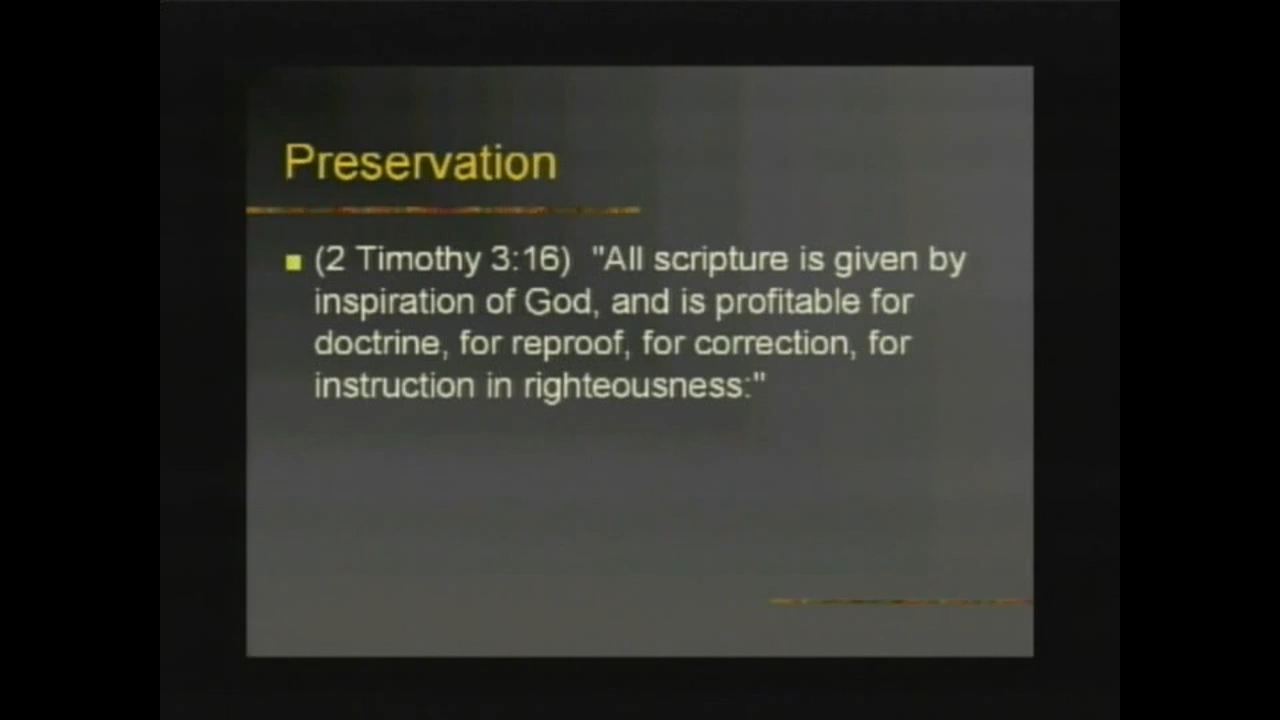 Preservation
(2 Timothy 3:16)  "All scripture is given by
inspiration of God, and is profitable for
doctrine, for reproof, for correction, for
instruction in righteousness:"